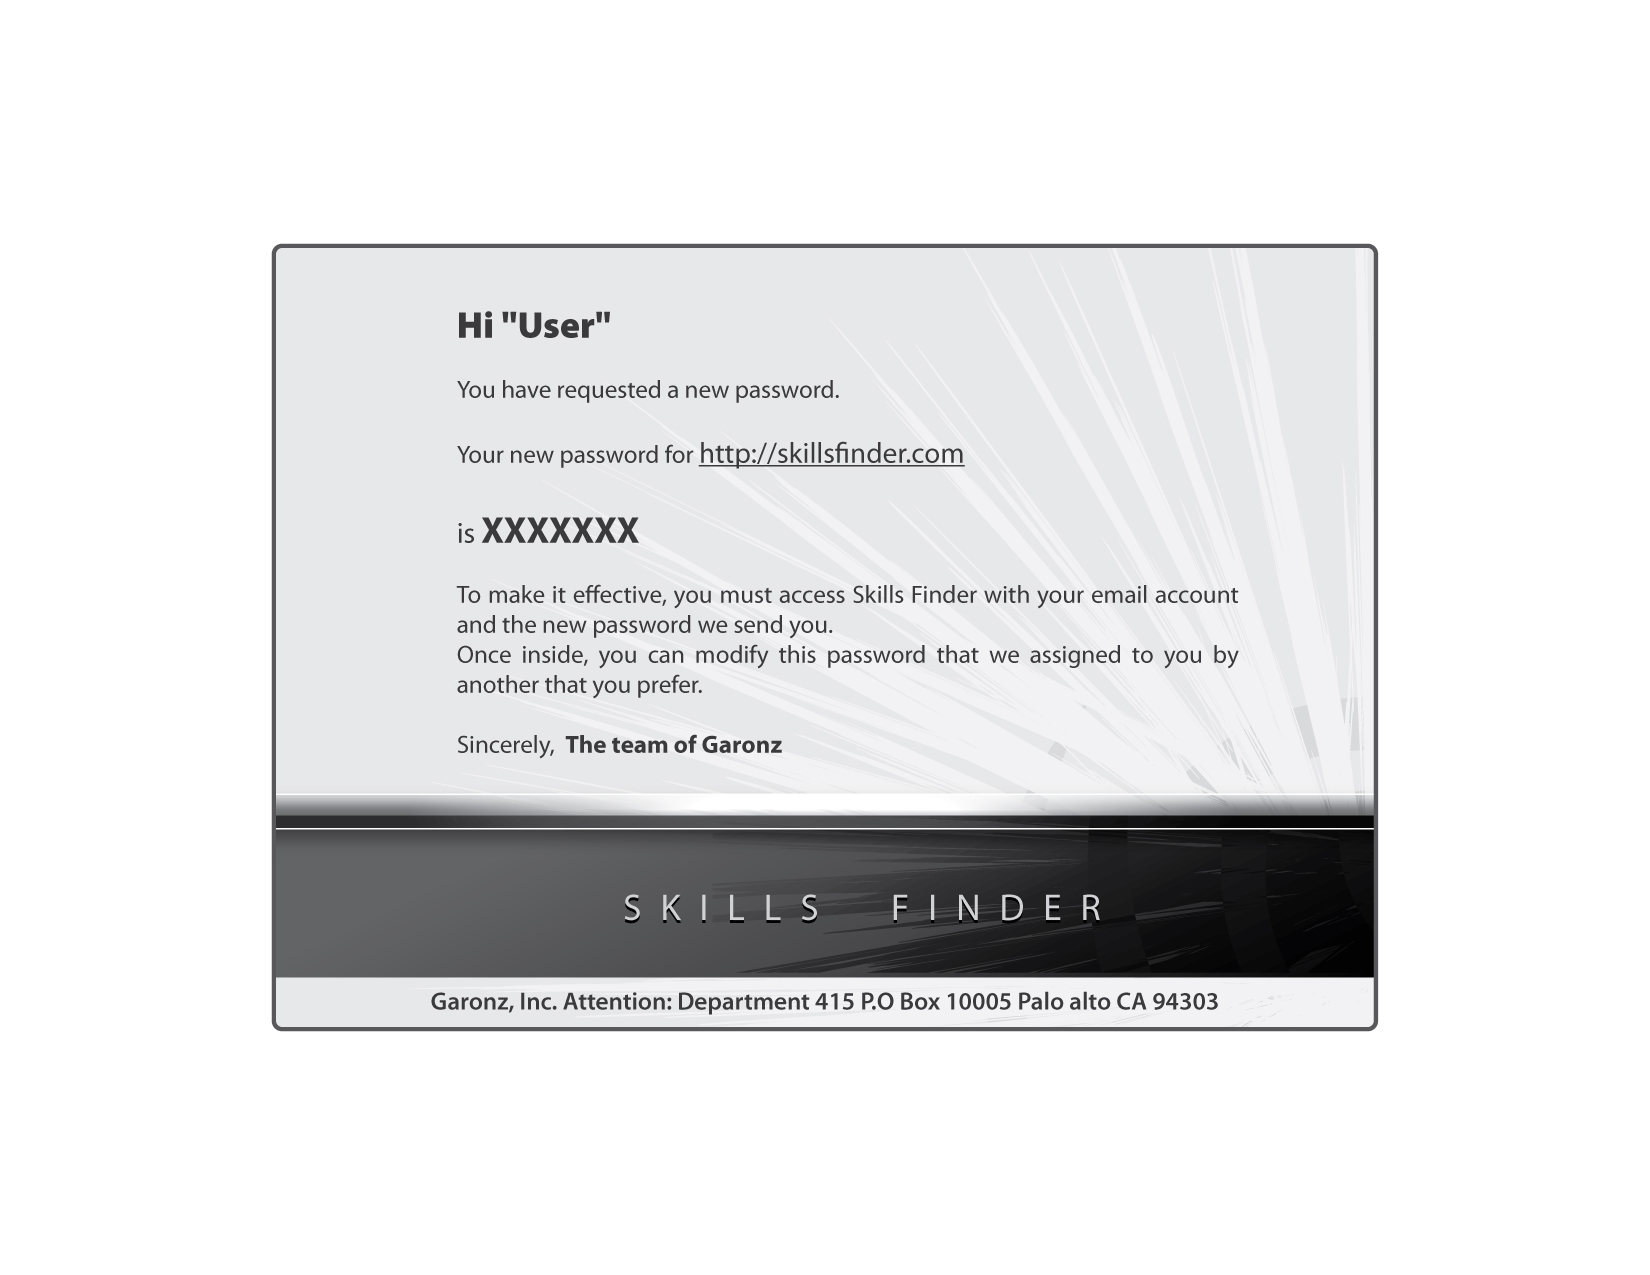 Hi "User"
You have requested a new password.
Your new password for http://skillsfinder.com
is XXXXXXX
To make it effective, you must access Skills Finder with your email account
and the new password we send you.
Once inside, you can modify this password that we assigned to you by
another that you prefer.
Sincerely, The team of Garonz
SKILLS FINDER
Garonz, Inc. Attention: Department 415 P.O Box 10005 Palo alto CA 94303